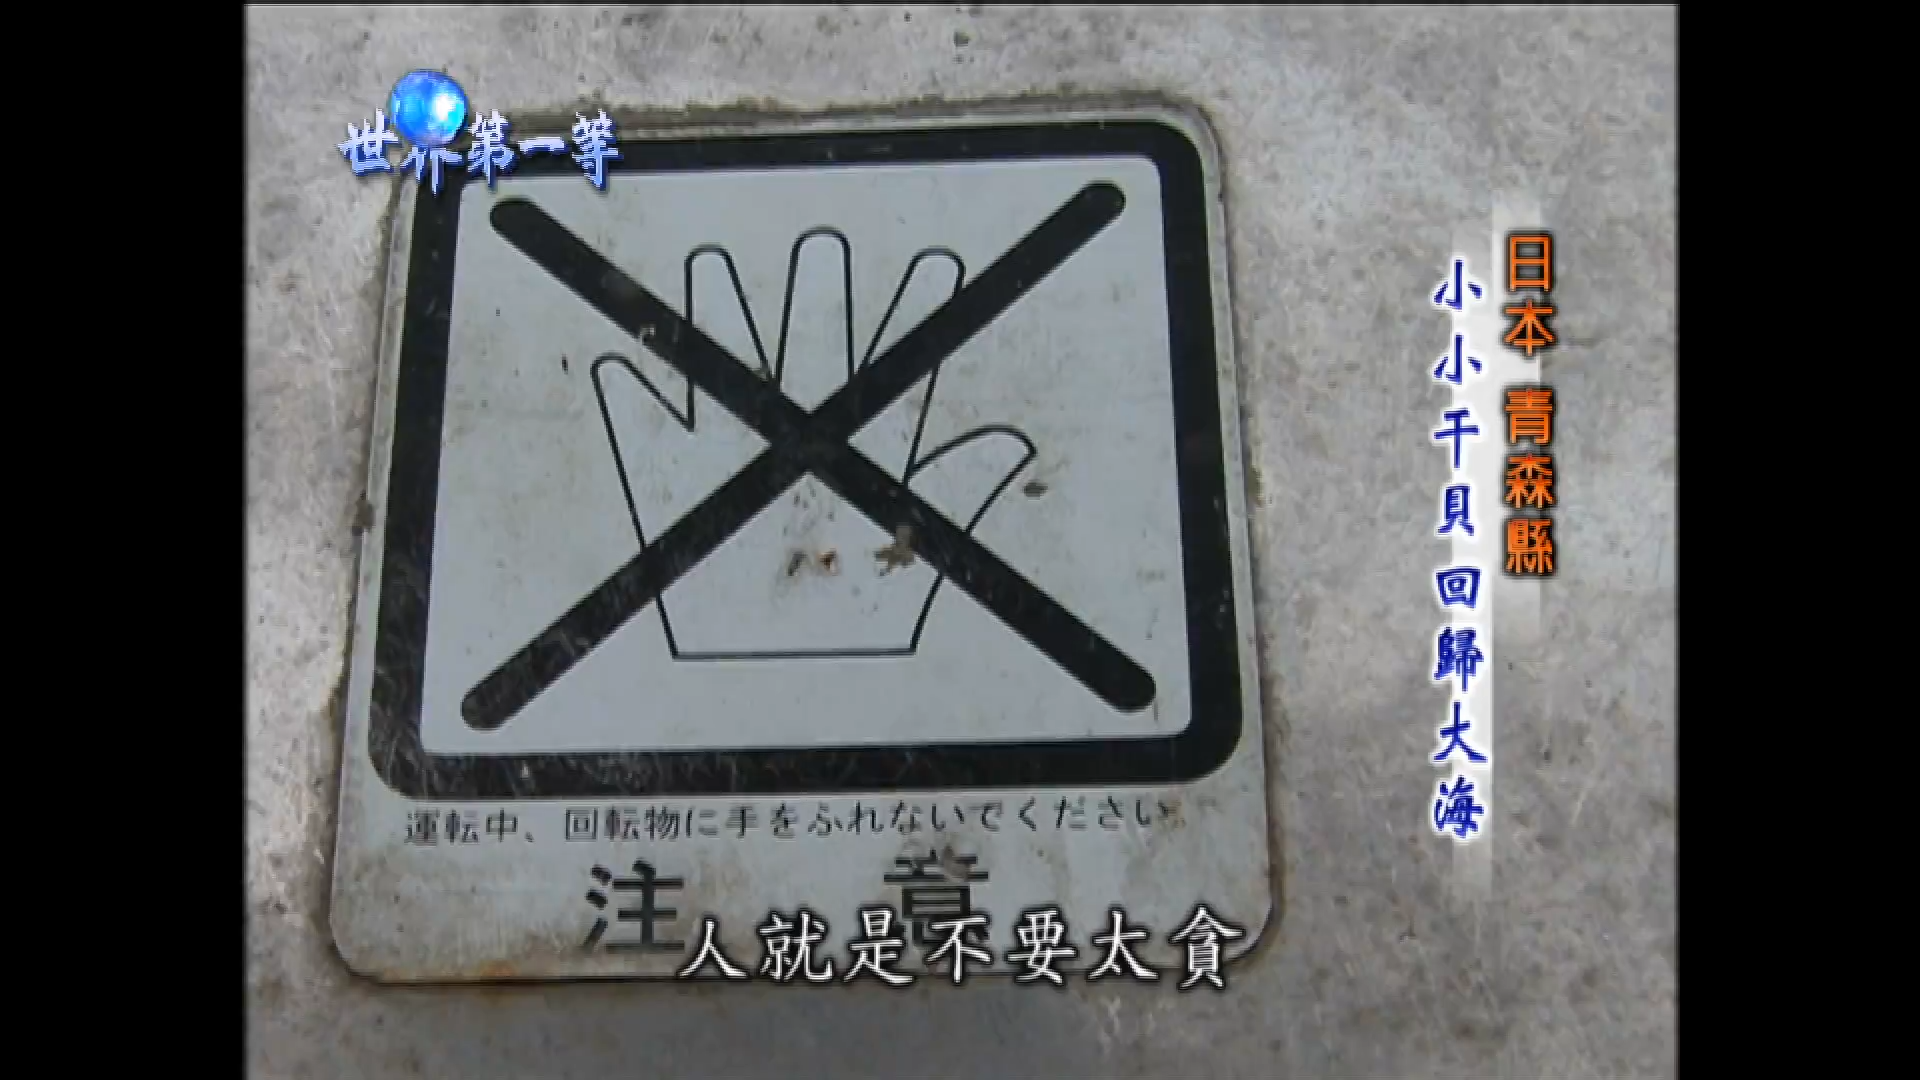 世界第一等
日本 青森縣
小小干貝回歸大海
運転中、回転物に手をふれないでください
注意
人就是不要太貪